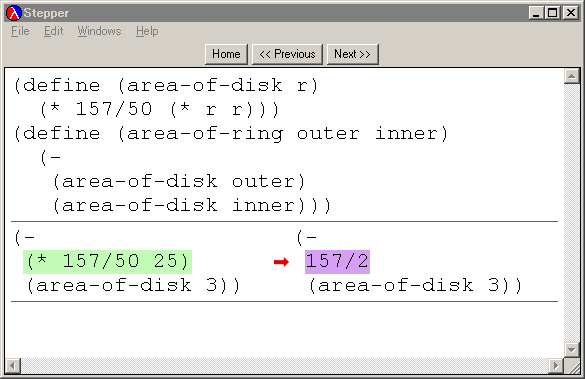 Stepper
File Edit Windows Help
Home << Previous Next >>
(define (area-of-disk r)
(* 157/50 (* r r)))
(define (area-of-ring outer inner)
(-
(area-of-disk outer)
(area-of-disk inner)))
(- (-
(* 157/50 25) 157/2
(area-of-disk 3)) (area-of-disk 3))